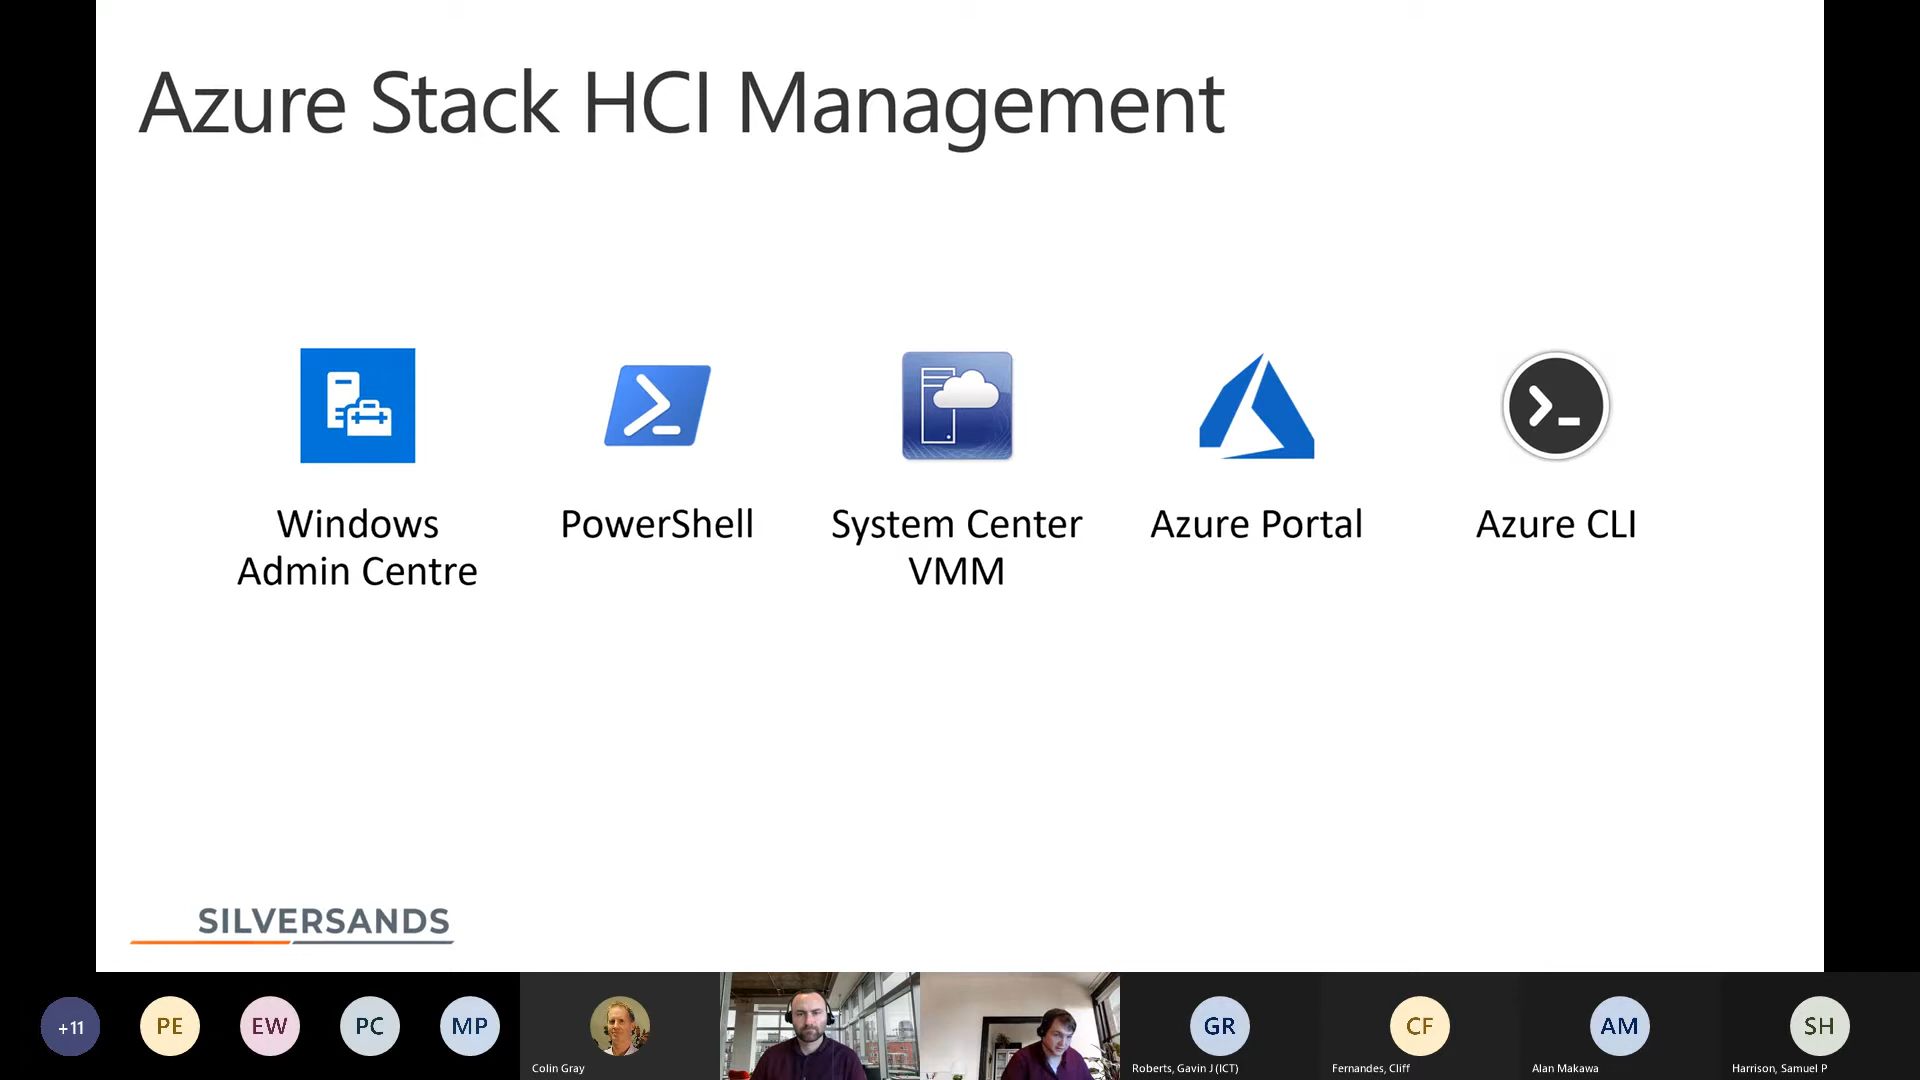 Azure Stack HCI Management
Windows
Admin Centre
PowerShell
System Center
VMM
Azure Portal
Azure CLI
SILVERSANDS
+11
PE
EW
PC
MP
Colin Gray
GR
Roberts, Gavin J (ICT)
CF
Fernandes, Cliff
AM
Alan Makawa
SH
Harrison, Samuel P